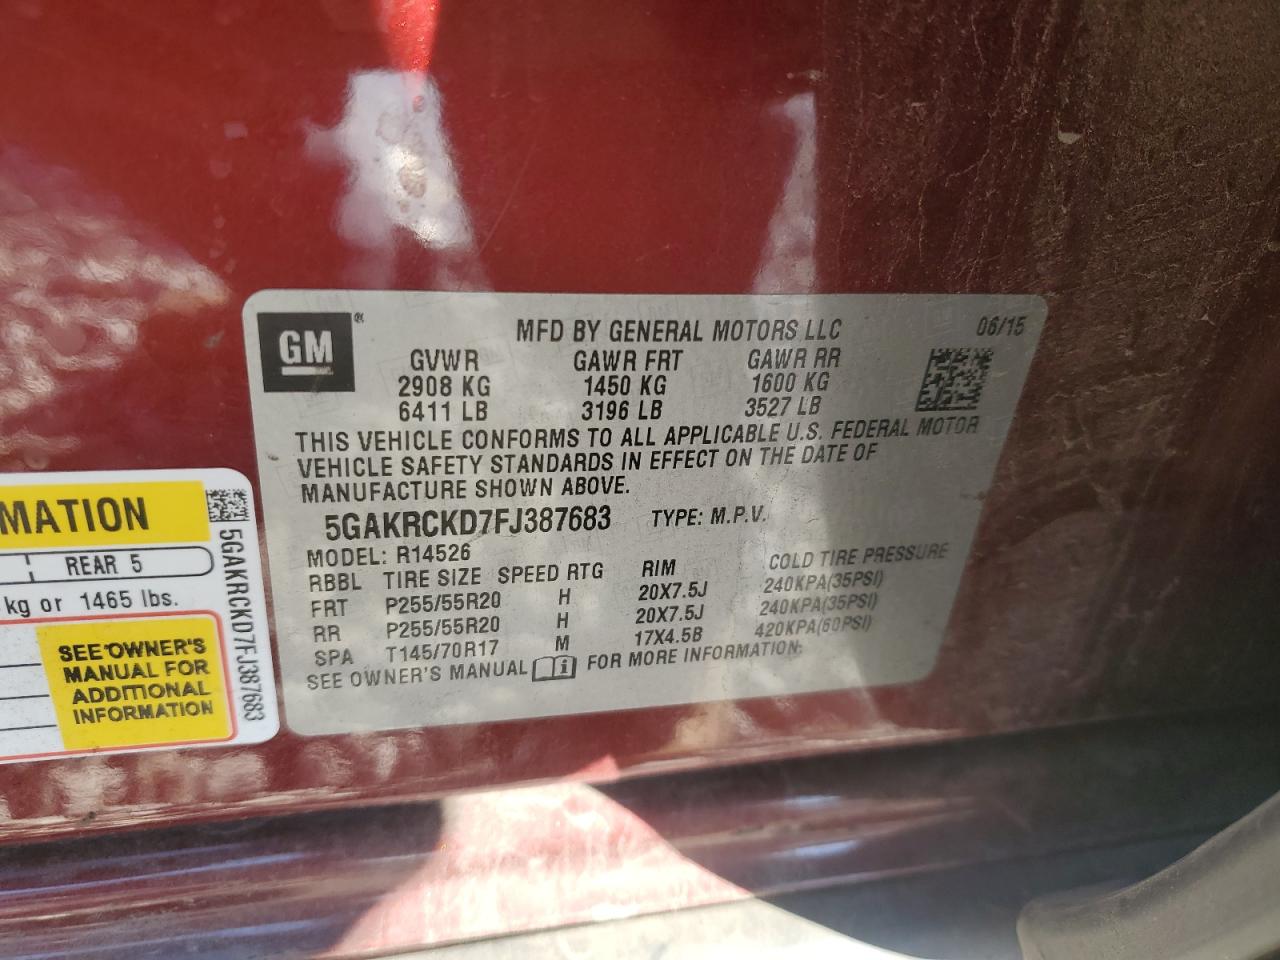 GM
®
MFD BY GENERAL MOTORS LLC
06/15
GVWR GAWR FRT GAWR RR
2908 KG 1450 KG 1600 KG
6411 LB 3196 LB 3527 LB
THIS VEHICLE CONFORMS TO ALL APPLICABLE U.S. FEDERAL MOTOR
VEHICLE SAFETY STANDARDS IN EFFECT ON THE DATE OF
MANUFACTURE SHOWN ABOVE.
5GAKRCKD7FJ387683 TYPE: M.P.V.
MODEL: R14526
RBBL TIRE SIZE SPEED RTG RIM COLD TIRE PRESSURE
FRT P255/55R20 H 20X7.5J 240KPA(35PSI)
RR P255/55R20 H 20X7.5J 240KPA(35PSI)
SPA T145/70R17 M 17X4.5B 420KPA(60PSI)
SEE OWNER'S MANUAL i FOR MORE INFORMATION:
MATION
REAR 5
kg or 1465 lbs.
SEE OWNER'S
MANUAL FOR
ADDITIONAL
INFORMATION
5GAKRCKD7FJ387683